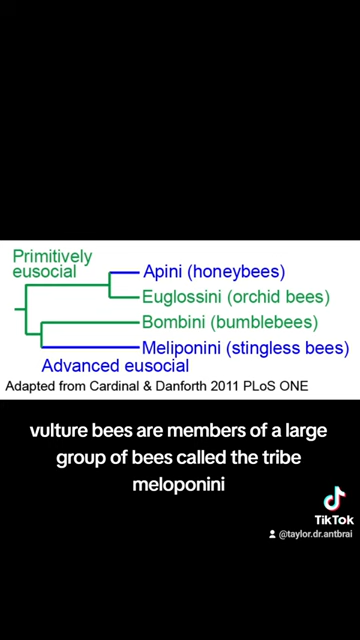 Primitively
eusocial
Apini (honeybees)
Euglossini (orchid bees)
Bombini (bumblebees)
Meliponini (stingless bees)
Advanced eusocial
Adapted from Cardinal & Danforth 2011 PLoS ONE
vulture bees are members of a large
group of bees called the tribe
meloponini
TikTok
@taylor.dr.antbrai